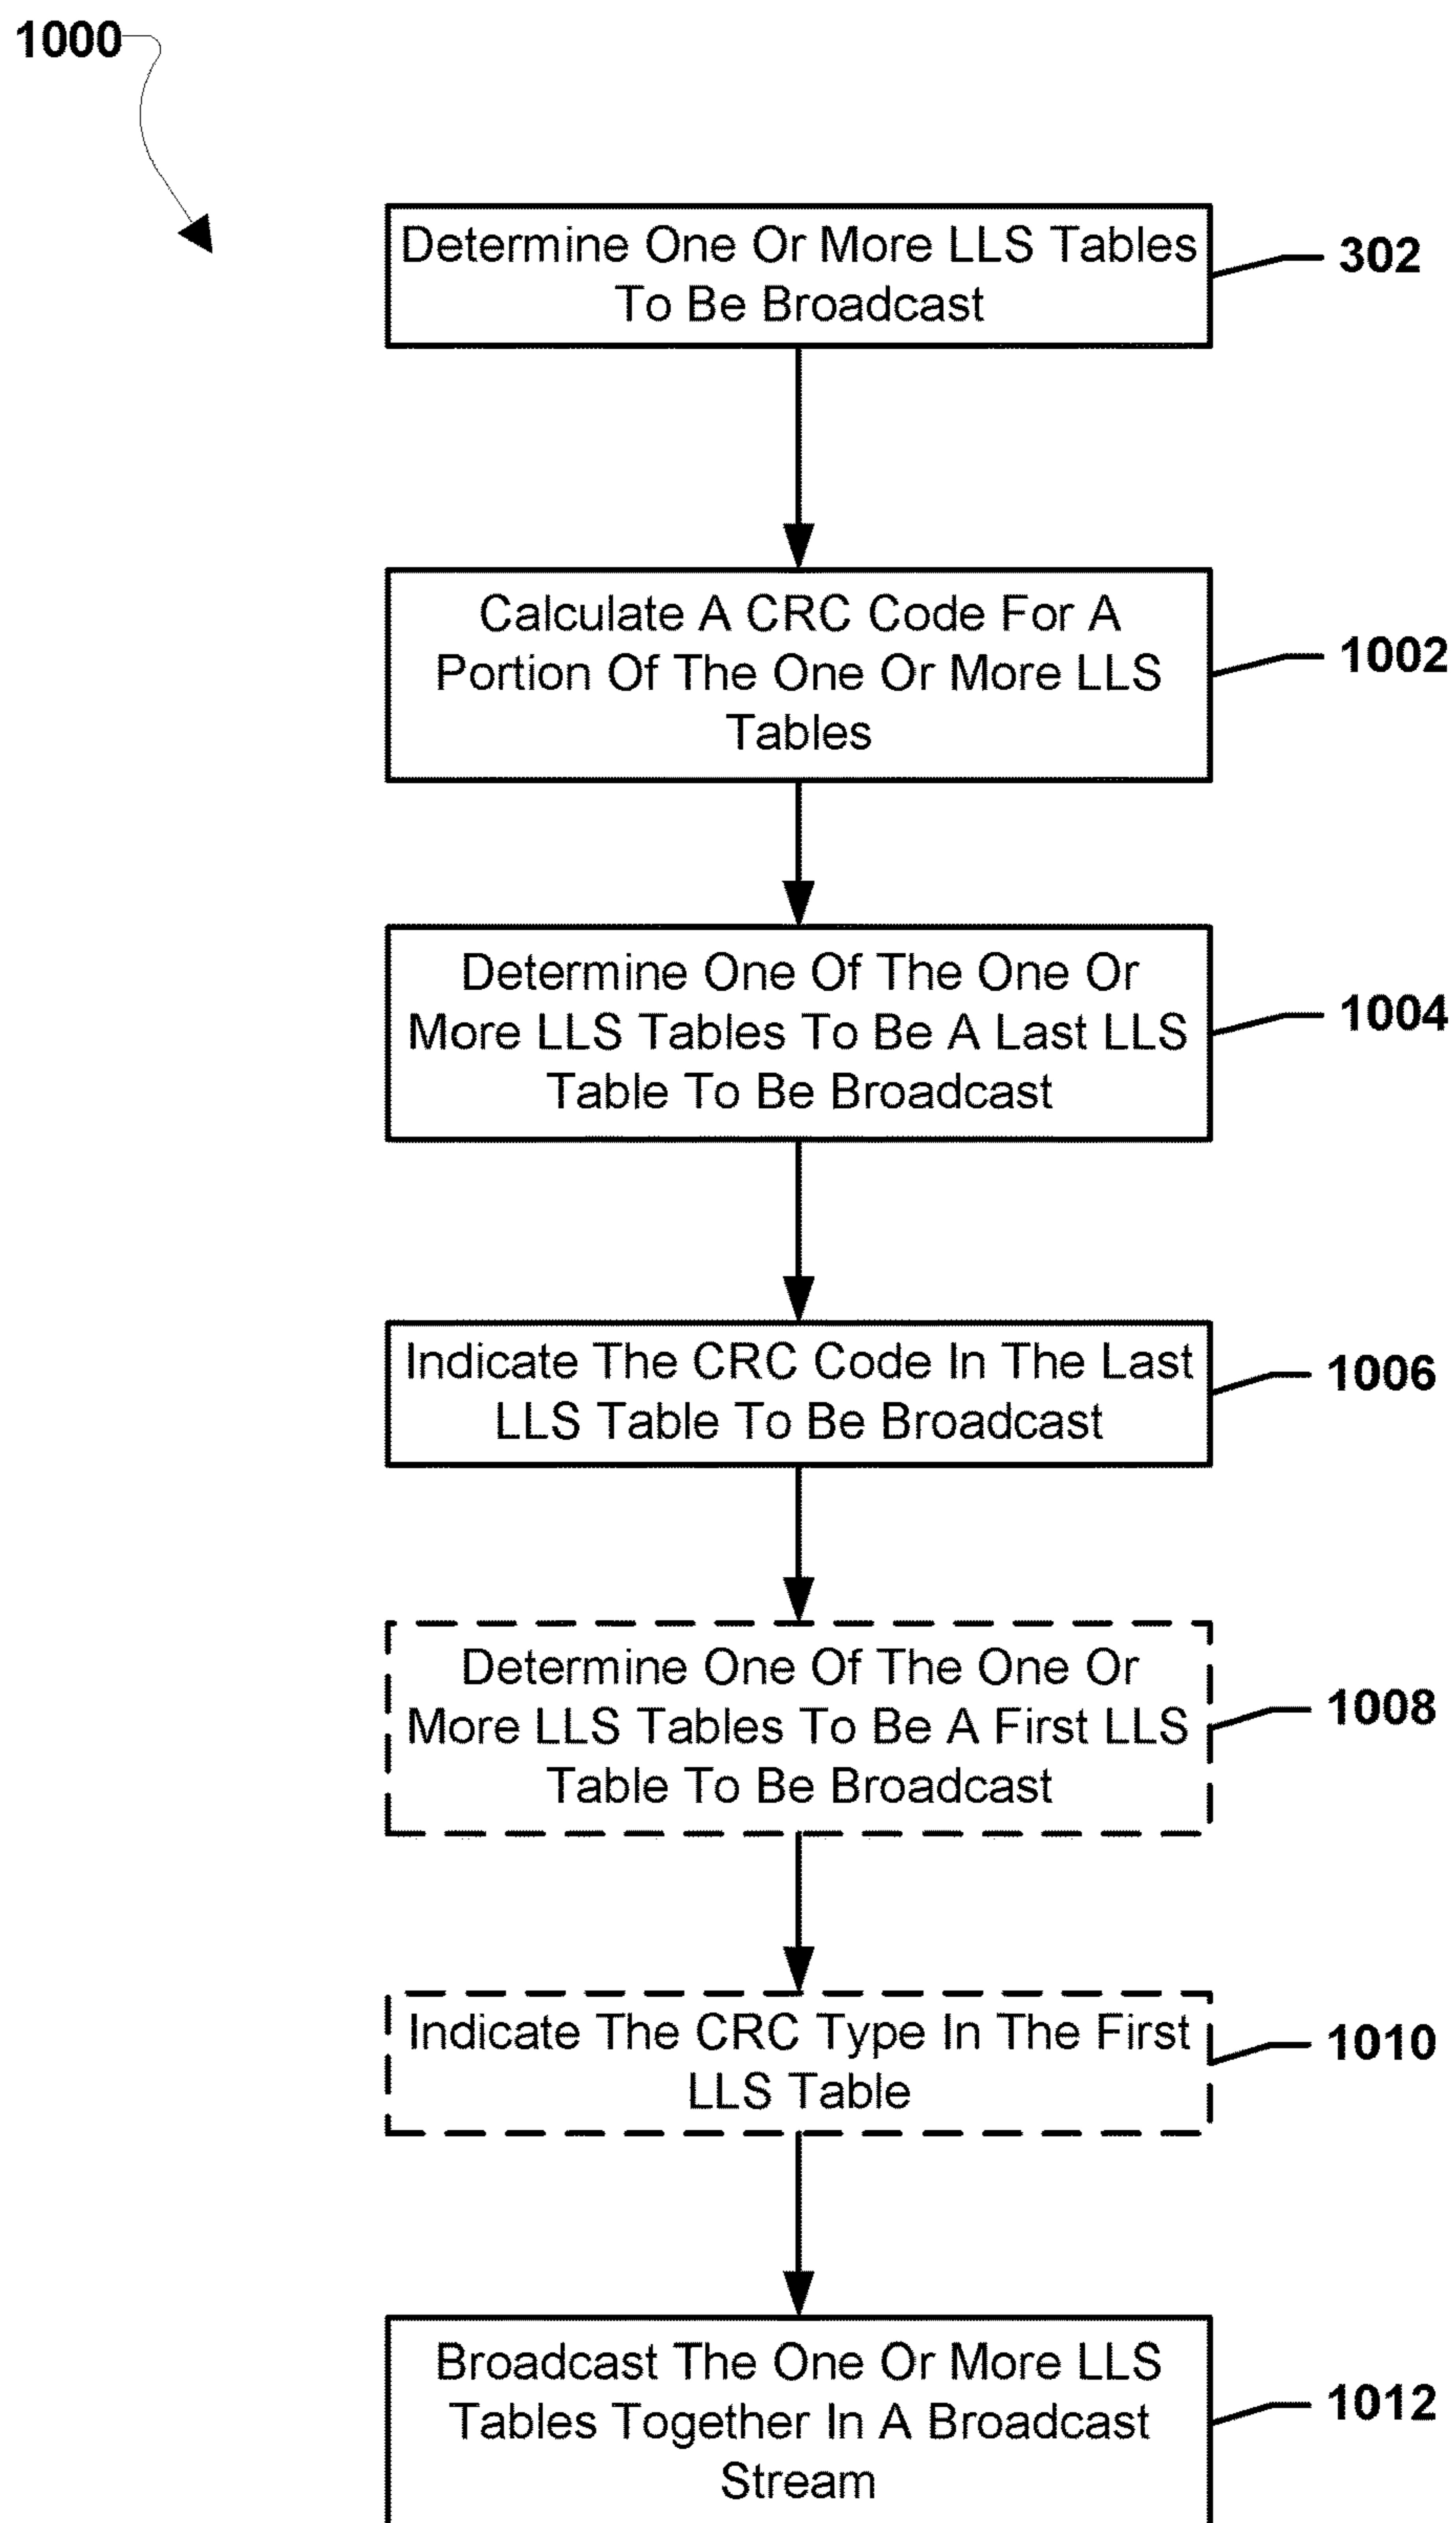 1000
Determine One Or More LLS Tables
To Be Broadcast
302
Calculate A CRC Code For A
Portion Of The One Or More LLS
Tables
1002
Determine One Of The One Or
More LLS Tables To Be A Last LLS
Table To Be Broadcast
1004
Indicate The CRC Code In The Last
LLS Table To Be Broadcast
1006
Determine One Of The One Or
More LLS Tables To Be A First LLS
Table To Be Broadcast
1008
Indicate The CRC Type In The First
LLS Table
1010
Broadcast The One Or More LLS
Tables Together In A Broadcast
Stream
1012